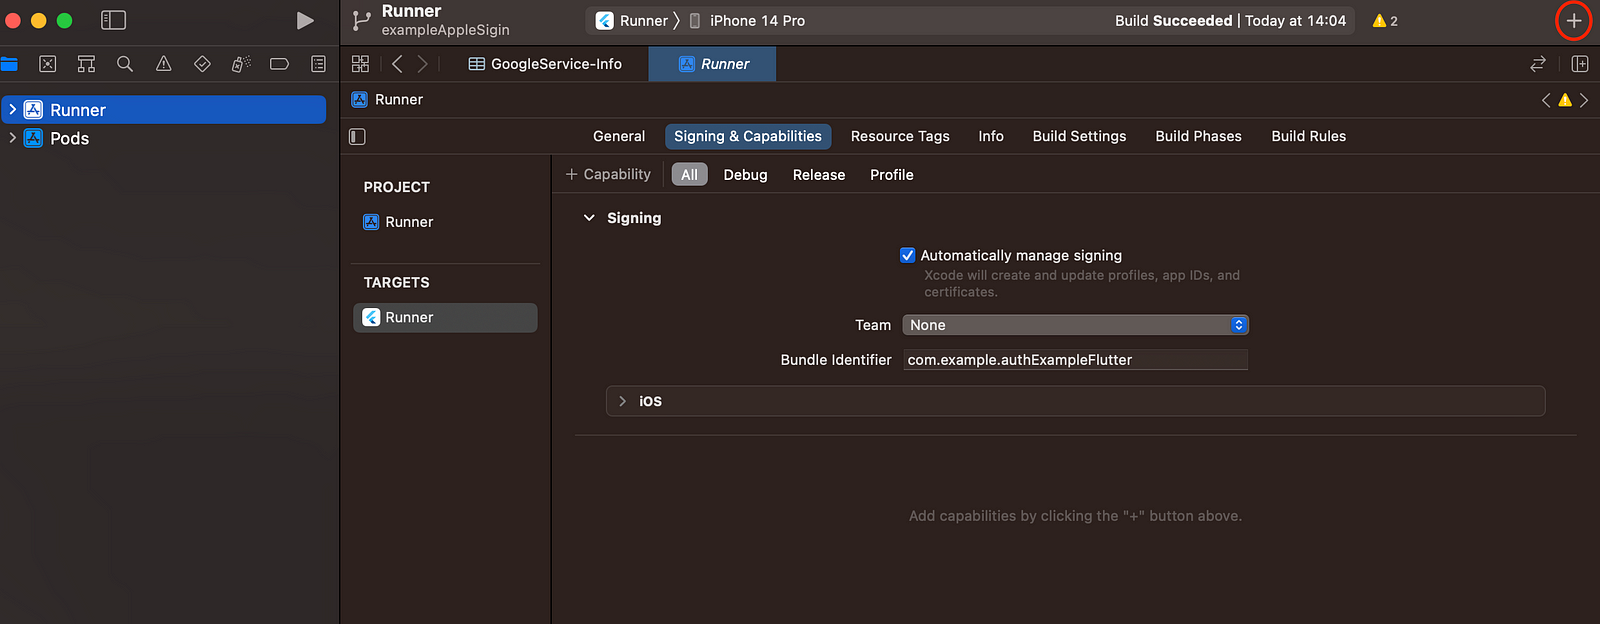 Runner
exampleAppleSigin
Runner
iPhone 14 Pro
Build Succeeded | Today at 14:04
2
GoogleService-Info
Runner
Runner
Pods
Runner
General
Signing & Capabilities
Resource Tags
Info
Build Settings
Build Phases
Build Rules
PROJECT
Runner
TARGETS
Runner
+ Capability
All
Debug
Release
Profile
Signing
Automatically manage signing
Xcode will create and update profiles, app IDs, and
certificates.
Team
None
Bundle Identifier
com.example.authExampleFlutter
iOS
Add capabilities by clicking the "+" button above.